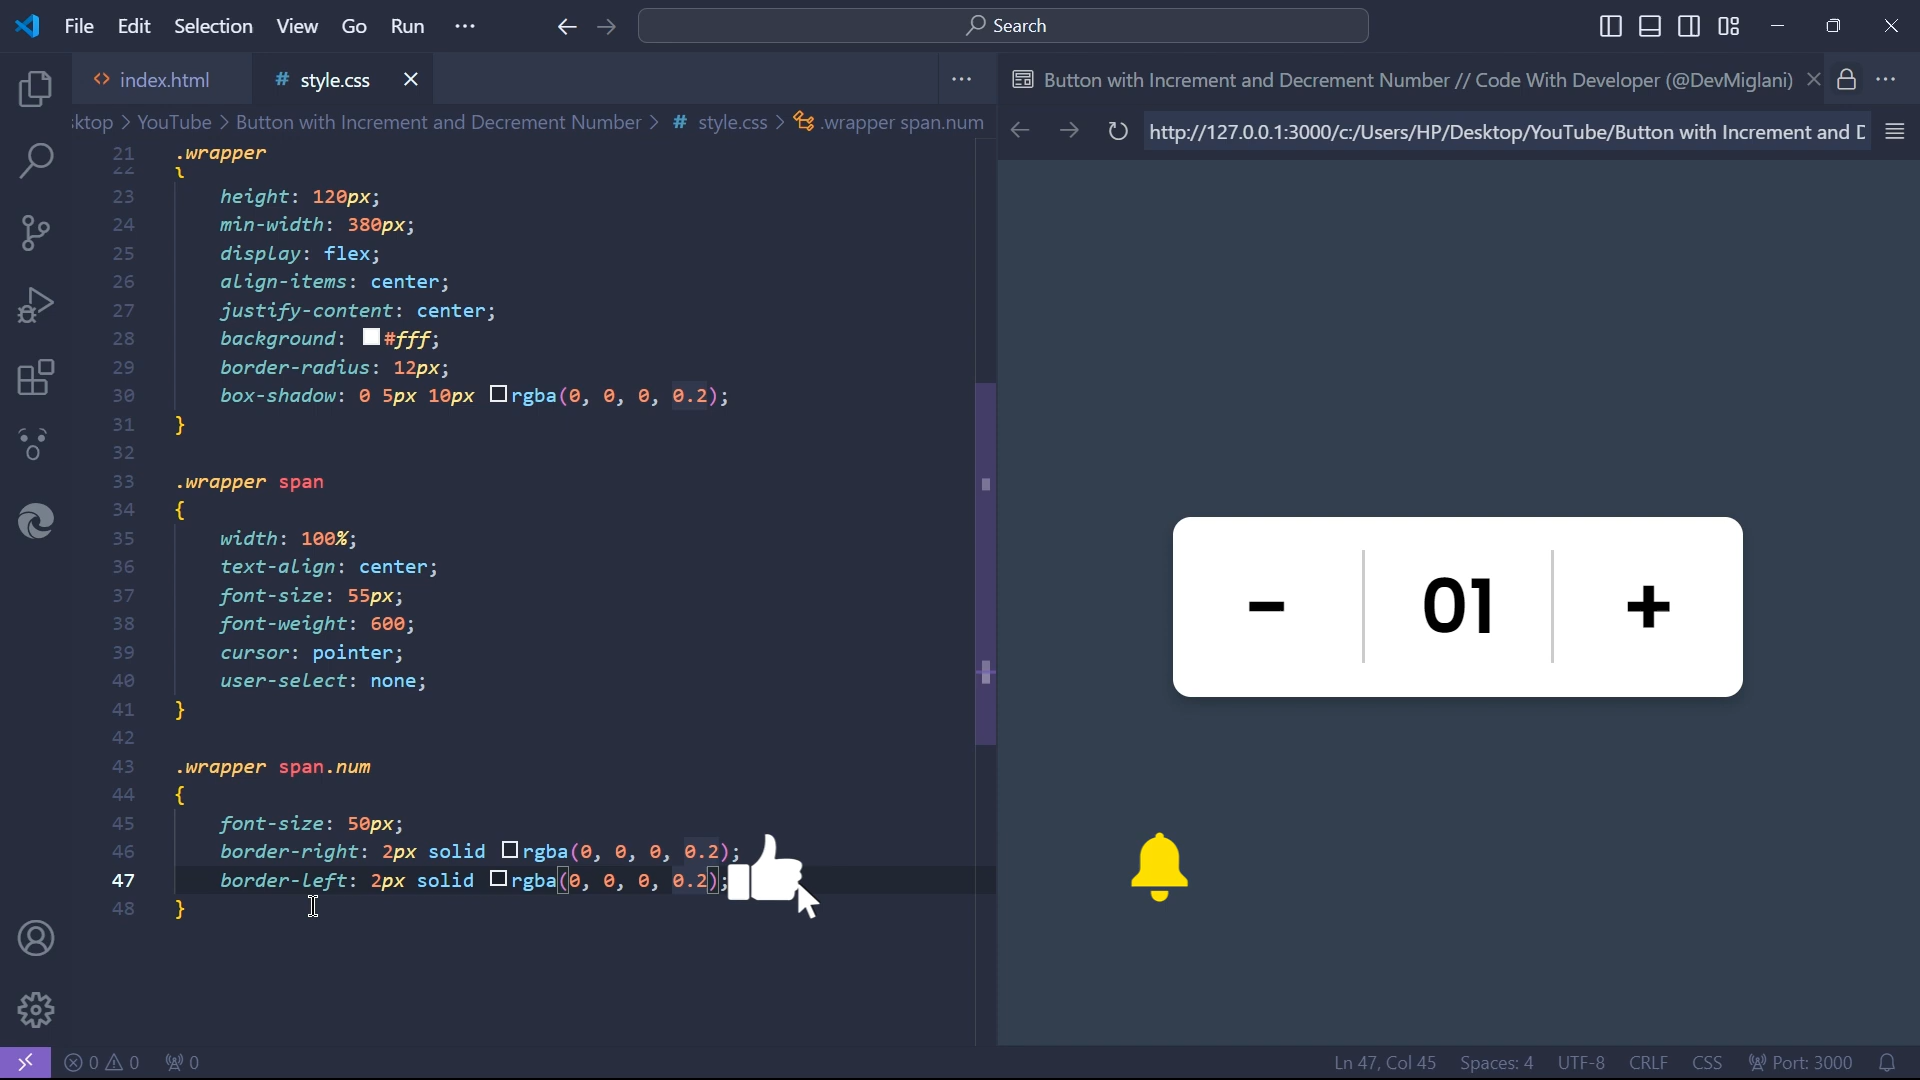 File Edit Selection View Go Run ··· Search
index.html # style.css ···
ktop > YouTube > Button with Increment and Decrement Number > # style.css > .wrapper span.num
21 .wrapper
22 {
23 height: 120px;
24 min-width: 380px;
25 display: flex;
26 align-items: center;
27 justify-content: center;
28 background: #fff;
29 border-radius: 12px;
30 box-shadow: 0 5px 10px rgba(0, 0, 0, 0.2);
31 }
32
33 .wrapper span
34 {
35 width: 100%;
36 text-align: center;
37 font-size: 55px;
38 font-weight: 600;
39 cursor: pointer;
40 user-select: none;
41 }
42
43 .wrapper span.num
44 {
45 font-size: 50px;
46 border-right: 2px solid rgba(0, 0, 0, 0.2);
47 border-left: 2px solid rgba(0, 0, 0, 0.2);
48 }
Button with Increment and Decrement Number // Code With Developer (@DevMiglani) ···
http://127.0.0.1:3000/c:/Users/HP/Desktop/YouTube/Button with Increment and D
- 01 +
0 0 0
Ln 47, Col 45 Spaces: 4 UTF-8 CRLF CSS Port: 3000